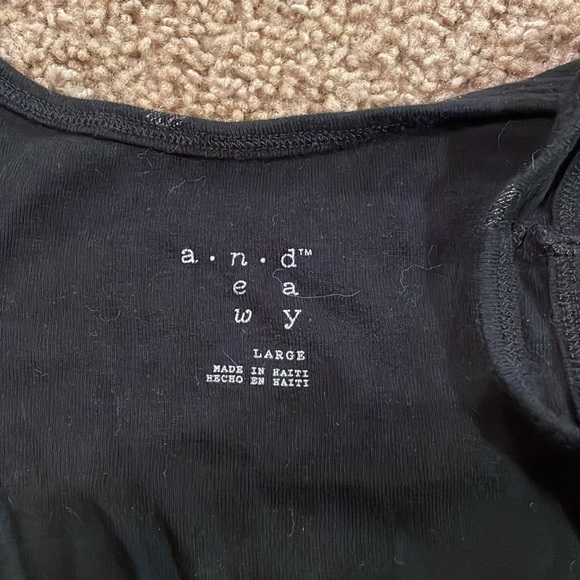 a · n · d™
e a
w y
LARGE
MADE IN HAITI
HECHO EN HAITI